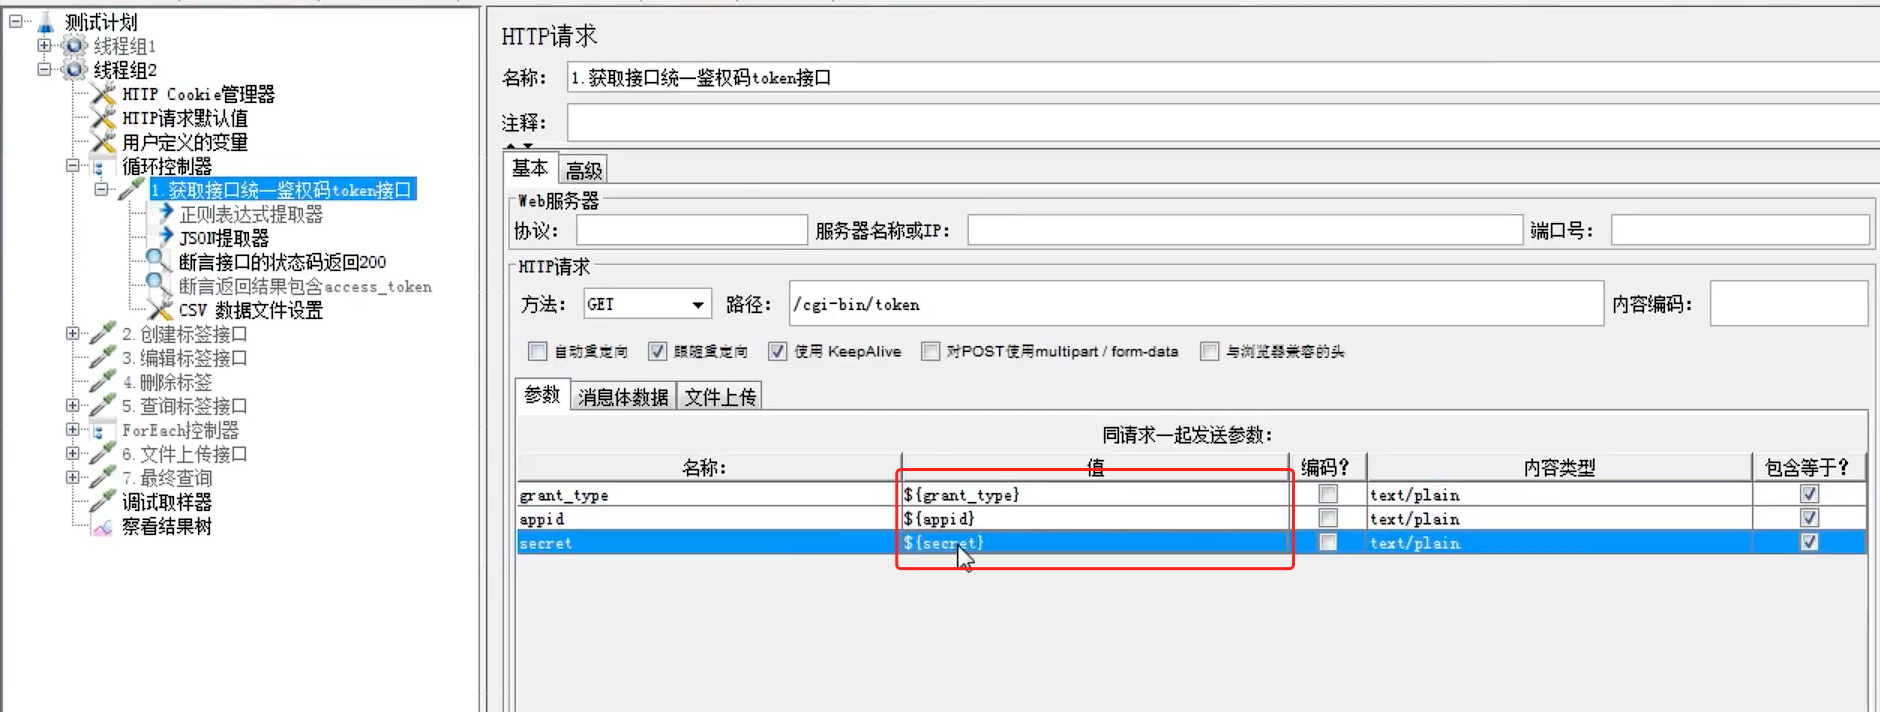 测试计划
线程组1
线程组2
HTTP Cookie管理器
HTTP请求默认值
用户定义的变量
循环控制器
1.获取接口统一鉴权码token接口
正则表达式提取器
JSON提取器
断言接口的状态码返回200
断言返回结果包含access_token
CSV 数据文件设置
2.创建标签接口
3.编辑标签接口
4.删除标签
5.查询标签接口
ForEach控制器
6.文件上传接口
7.最终查询
调试取样器
察看结果树
HTTP请求
名称: 1.获取接口统一鉴权码token接口
注释:
基本 高级
Web服务器
协议: 服务器名称或IP: 端口号:
HTTP请求
方法: GET 路径: /cgi-bin/token 内容编码:
自动重定向 跟随重定向 使用 KeepAlive 对POST使用multipart / form-data 与浏览器兼容的头
参数 消息体数据 文件上传
同请求一起发送参数:
名称: 值 编码? 内容类型 包含等于?
grant_type ${grant_type} text/plain
appid ${appid} text/plain
secret ${secret} text/plain